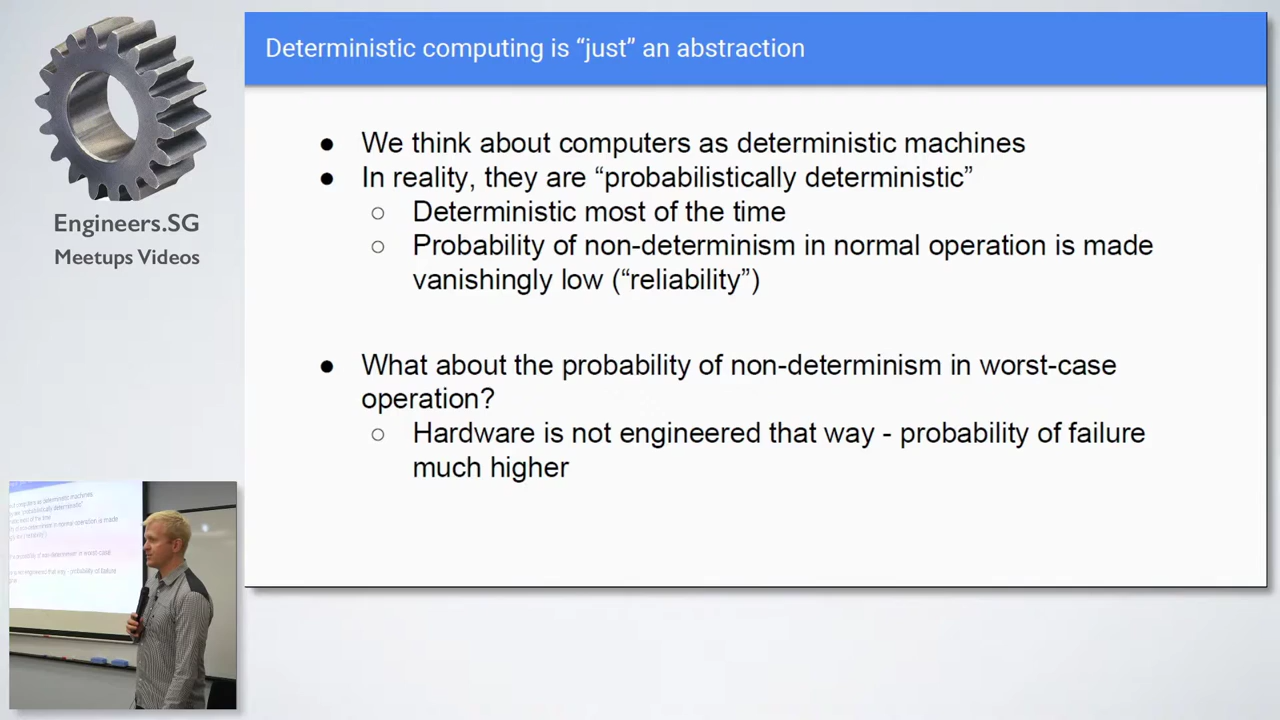 Deterministic computing is “just” an abstraction
● We think about computers as deterministic machines
● In reality, they are “probabilistically deterministic”
○ Deterministic most of the time
○ Probability of non-determinism in normal operation is made
vanishingly low (“reliability”)
● What about the probability of non-determinism in worst-case
operation?
○ Hardware is not engineered that way - probability of failure
much higher
Engineers.SG
Meetups Videos